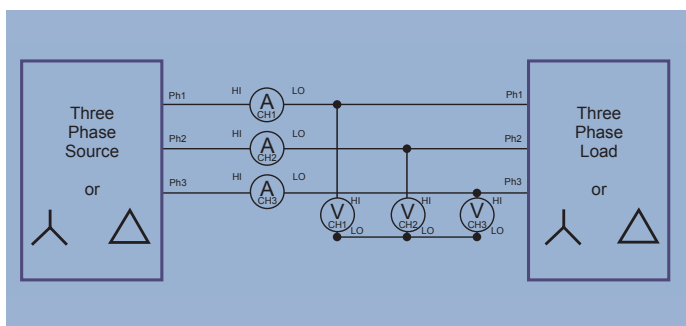 Three
Phase
Source
or
Ph1
HI
A
CH1
LO
Ph1
Ph2
HI
A
CH2
LO
Ph2
Ph3
HI
A
CH3
LO
Ph3
V
CH1
HI
LO
V
CH2
HI
LO
V
CH3
HI
LO
Three
Phase
Load
or